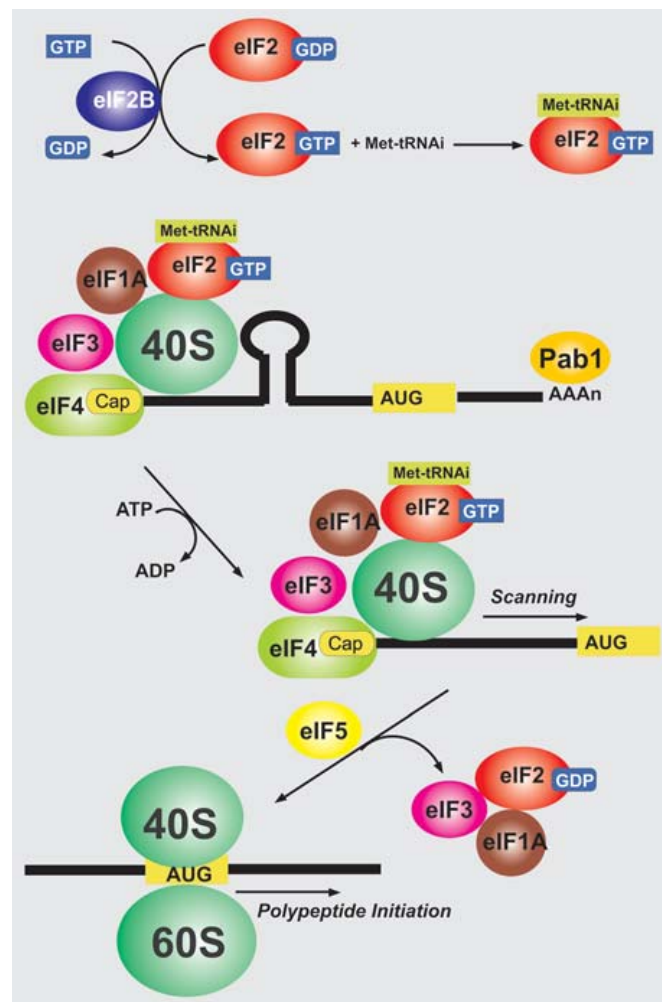 GTP
eIF2 GDP
eIF2B
GDP
eIF2 GTP + Met-tRNAi
Met-tRNAi
eIF2 GTP
Met-tRNAi
eIF1A
eIF2
GTP
eIF3
40S
eIF4 Cap
AUG
Pab1
AAAn
ATP
ADP
Met-tRNAi
eIF1A
eIF2
GTP
eIF3
40S
Scanning
eIF4 Cap
AUG
eIF5
eIF2 GDP
eIF3
eIF1A
40S
AUG
Polypeptide Initiation
60S